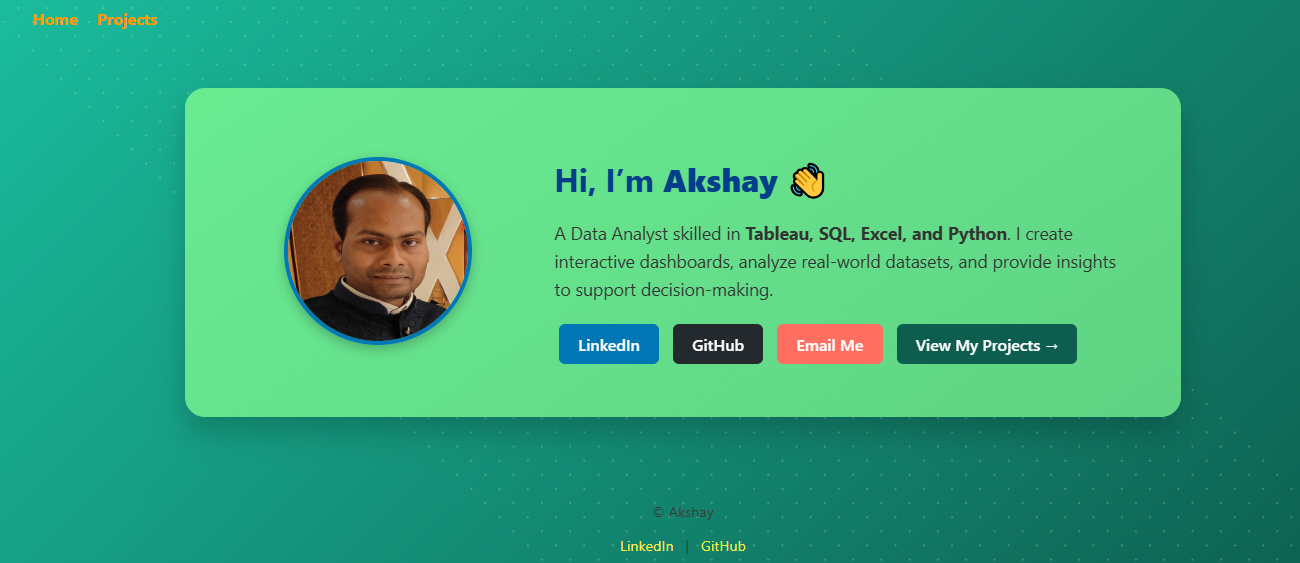 Home Projects
Hi, I’m Akshay 👋
A Data Analyst skilled in Tableau, SQL, Excel, and Python. I create
interactive dashboards, analyze real-world datasets, and provide insights
to support decision-making.
LinkedIn GitHub Email Me View My Projects →
© Akshay
LinkedIn | GitHub